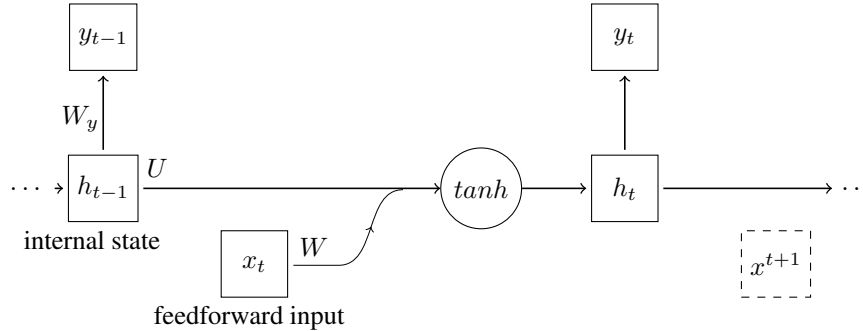 y_{t-1} y_t
W_y
... h_{t-1} U tanh h_t ..
internal state
x_t W x^{t+1}
feedforward input